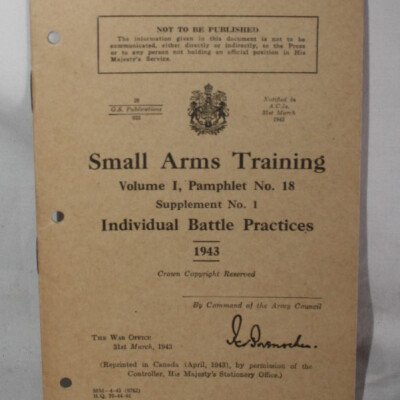 NOT TO BE PUBLISHED
The information given in this document is not to be
communicated, either directly or indirectly, to the Press
or to any person not holding an official position in His
Majesty's Service.
G.S. Publications
Notified in
A.C.Is.
31st March
1943
Small Arms Training
Volume I, Pamphlet No. 18
Supplement No. 1
Individual Battle Practices
1943
Crown Copyright Reserved
By Command of the Army Council
THE WAR OFFICE
31st March, 1943
(Reprinted in Canada (April, 1943), by permission of the
Controller, His Majesty's Stationery Office.)